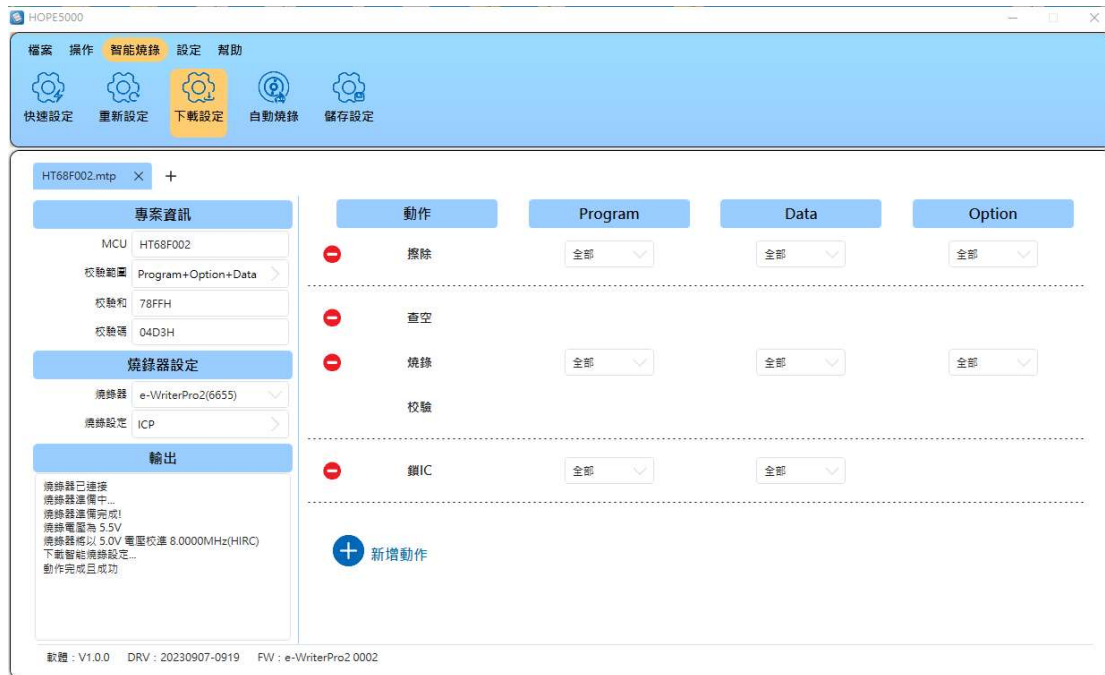 HOPE5000
檔案 操作 智能燒錄 設定 幫助
快速設定 重新設定 下載設定 自動燒錄 儲存設定
HT68F002.mtp
專案資訊
MCU HT68F002
校驗範圍 Program+Option+Data
校驗和 78FFH
校驗碼 04D3H
燒錄器設定
燒錄器 e-WriterPro2(6655)
燒錄設定 ICP
輸出
燒錄器已連接
燒錄器準備中...
燒錄器準備完成!
燒錄電壓為 5.5V
燒錄器將以 5.0V 電壓校準 8.0000MHz(HIRC)
下載智能燒錄設定...
動作完成且成功
動作 Program Data Option
擦除 全部 全部 全部
查空
燒錄 全部 全部 全部
校驗
鎖IC 全部 全部
新增動作
軟體：V1.0.0 DRV：20230907-0919 FW：e-WriterPro2 0002